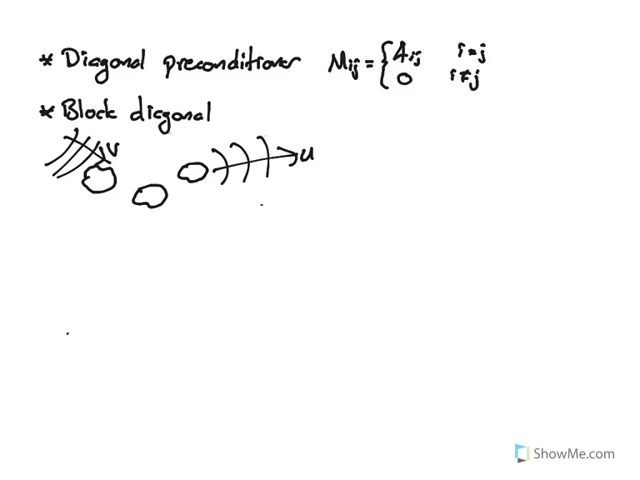 * Diagonal preconditioner Mij = { Aij i=j
0 i≠j
* Block diagonal
V
u
ShowMe.com